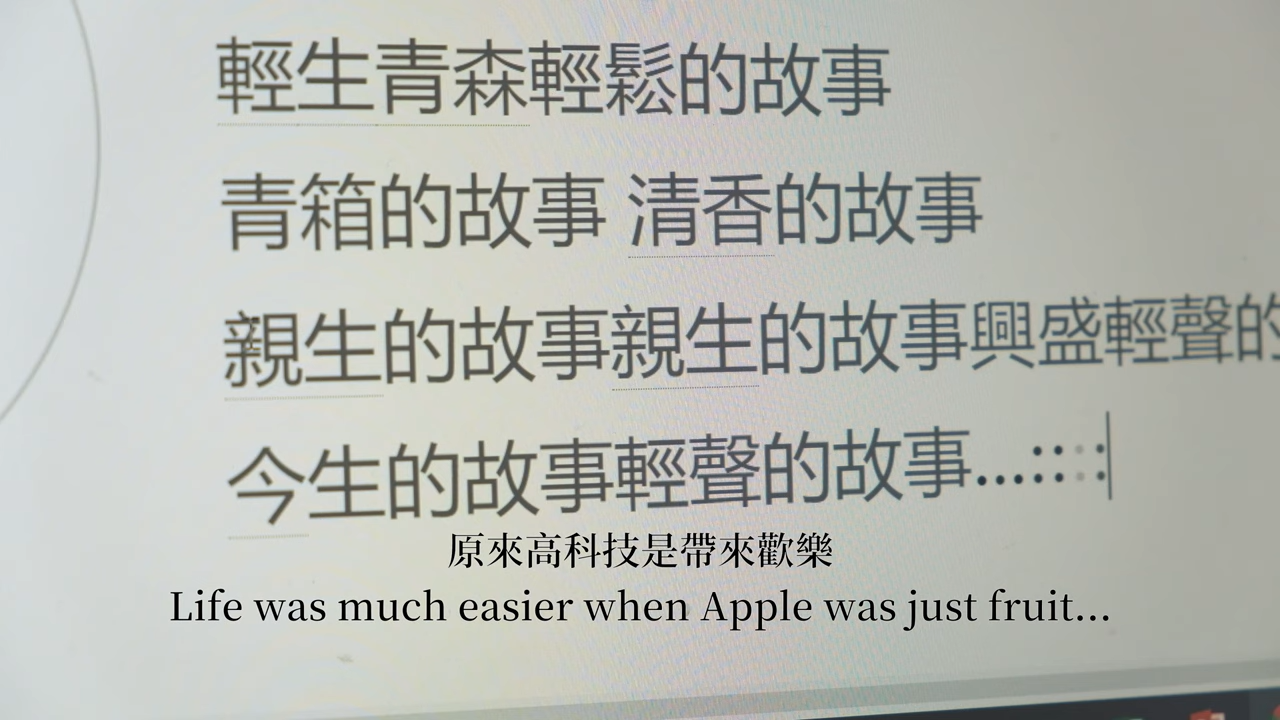 輕生青森輕鬆的故事
青箱的故事 清香的故事
親生的故事親生的故事興盛輕聲的
今生的故事輕聲的故事...::::
原來高科技是帶來歡樂
Life was much easier when Apple was just fruit...